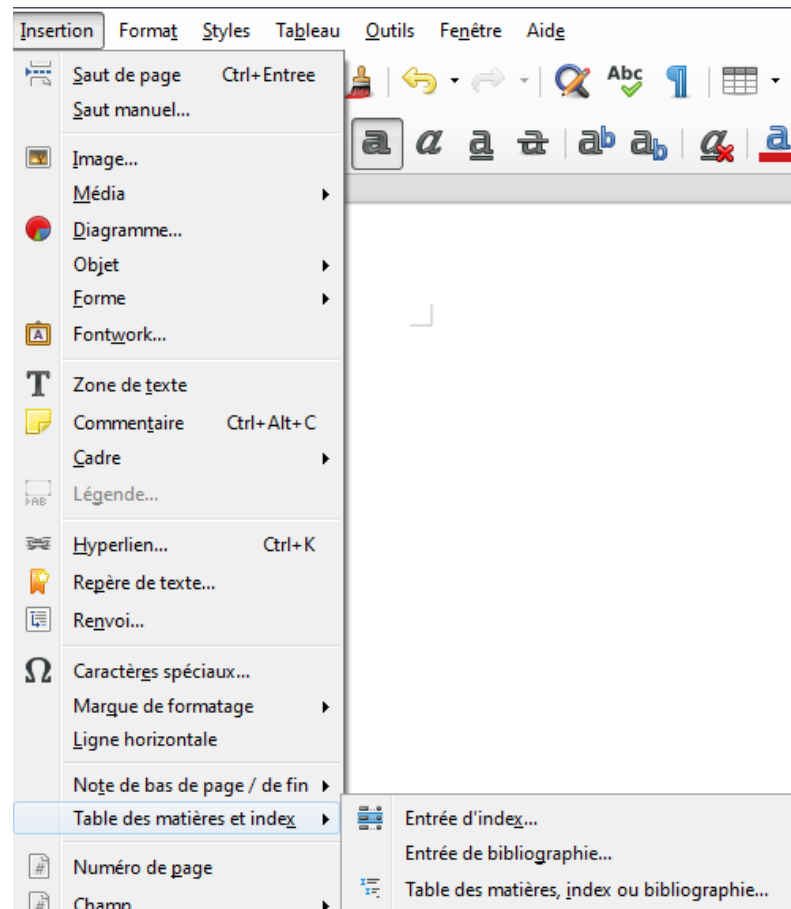 Insertion Format Styles Tableau Outils Fenêtre Aide
Saut de page Ctrl+Entree
Saut manuel...
Image...
Média
Diagramme...
Objet
Forme
Fontwork...
Zone de texte
Commentaire Ctrl+Alt+C
Cadre
Légende...
Hyperlien... Ctrl+K
Repère de texte...
Renvoi...
Caractères spéciaux...
Marque de formatage
Ligne horizontale
Note de bas de page / de fin
Table des matières et index
Entrée d'index...
Entrée de bibliographie...
Table des matières, index ou bibliographie...
Numéro de page
Champ